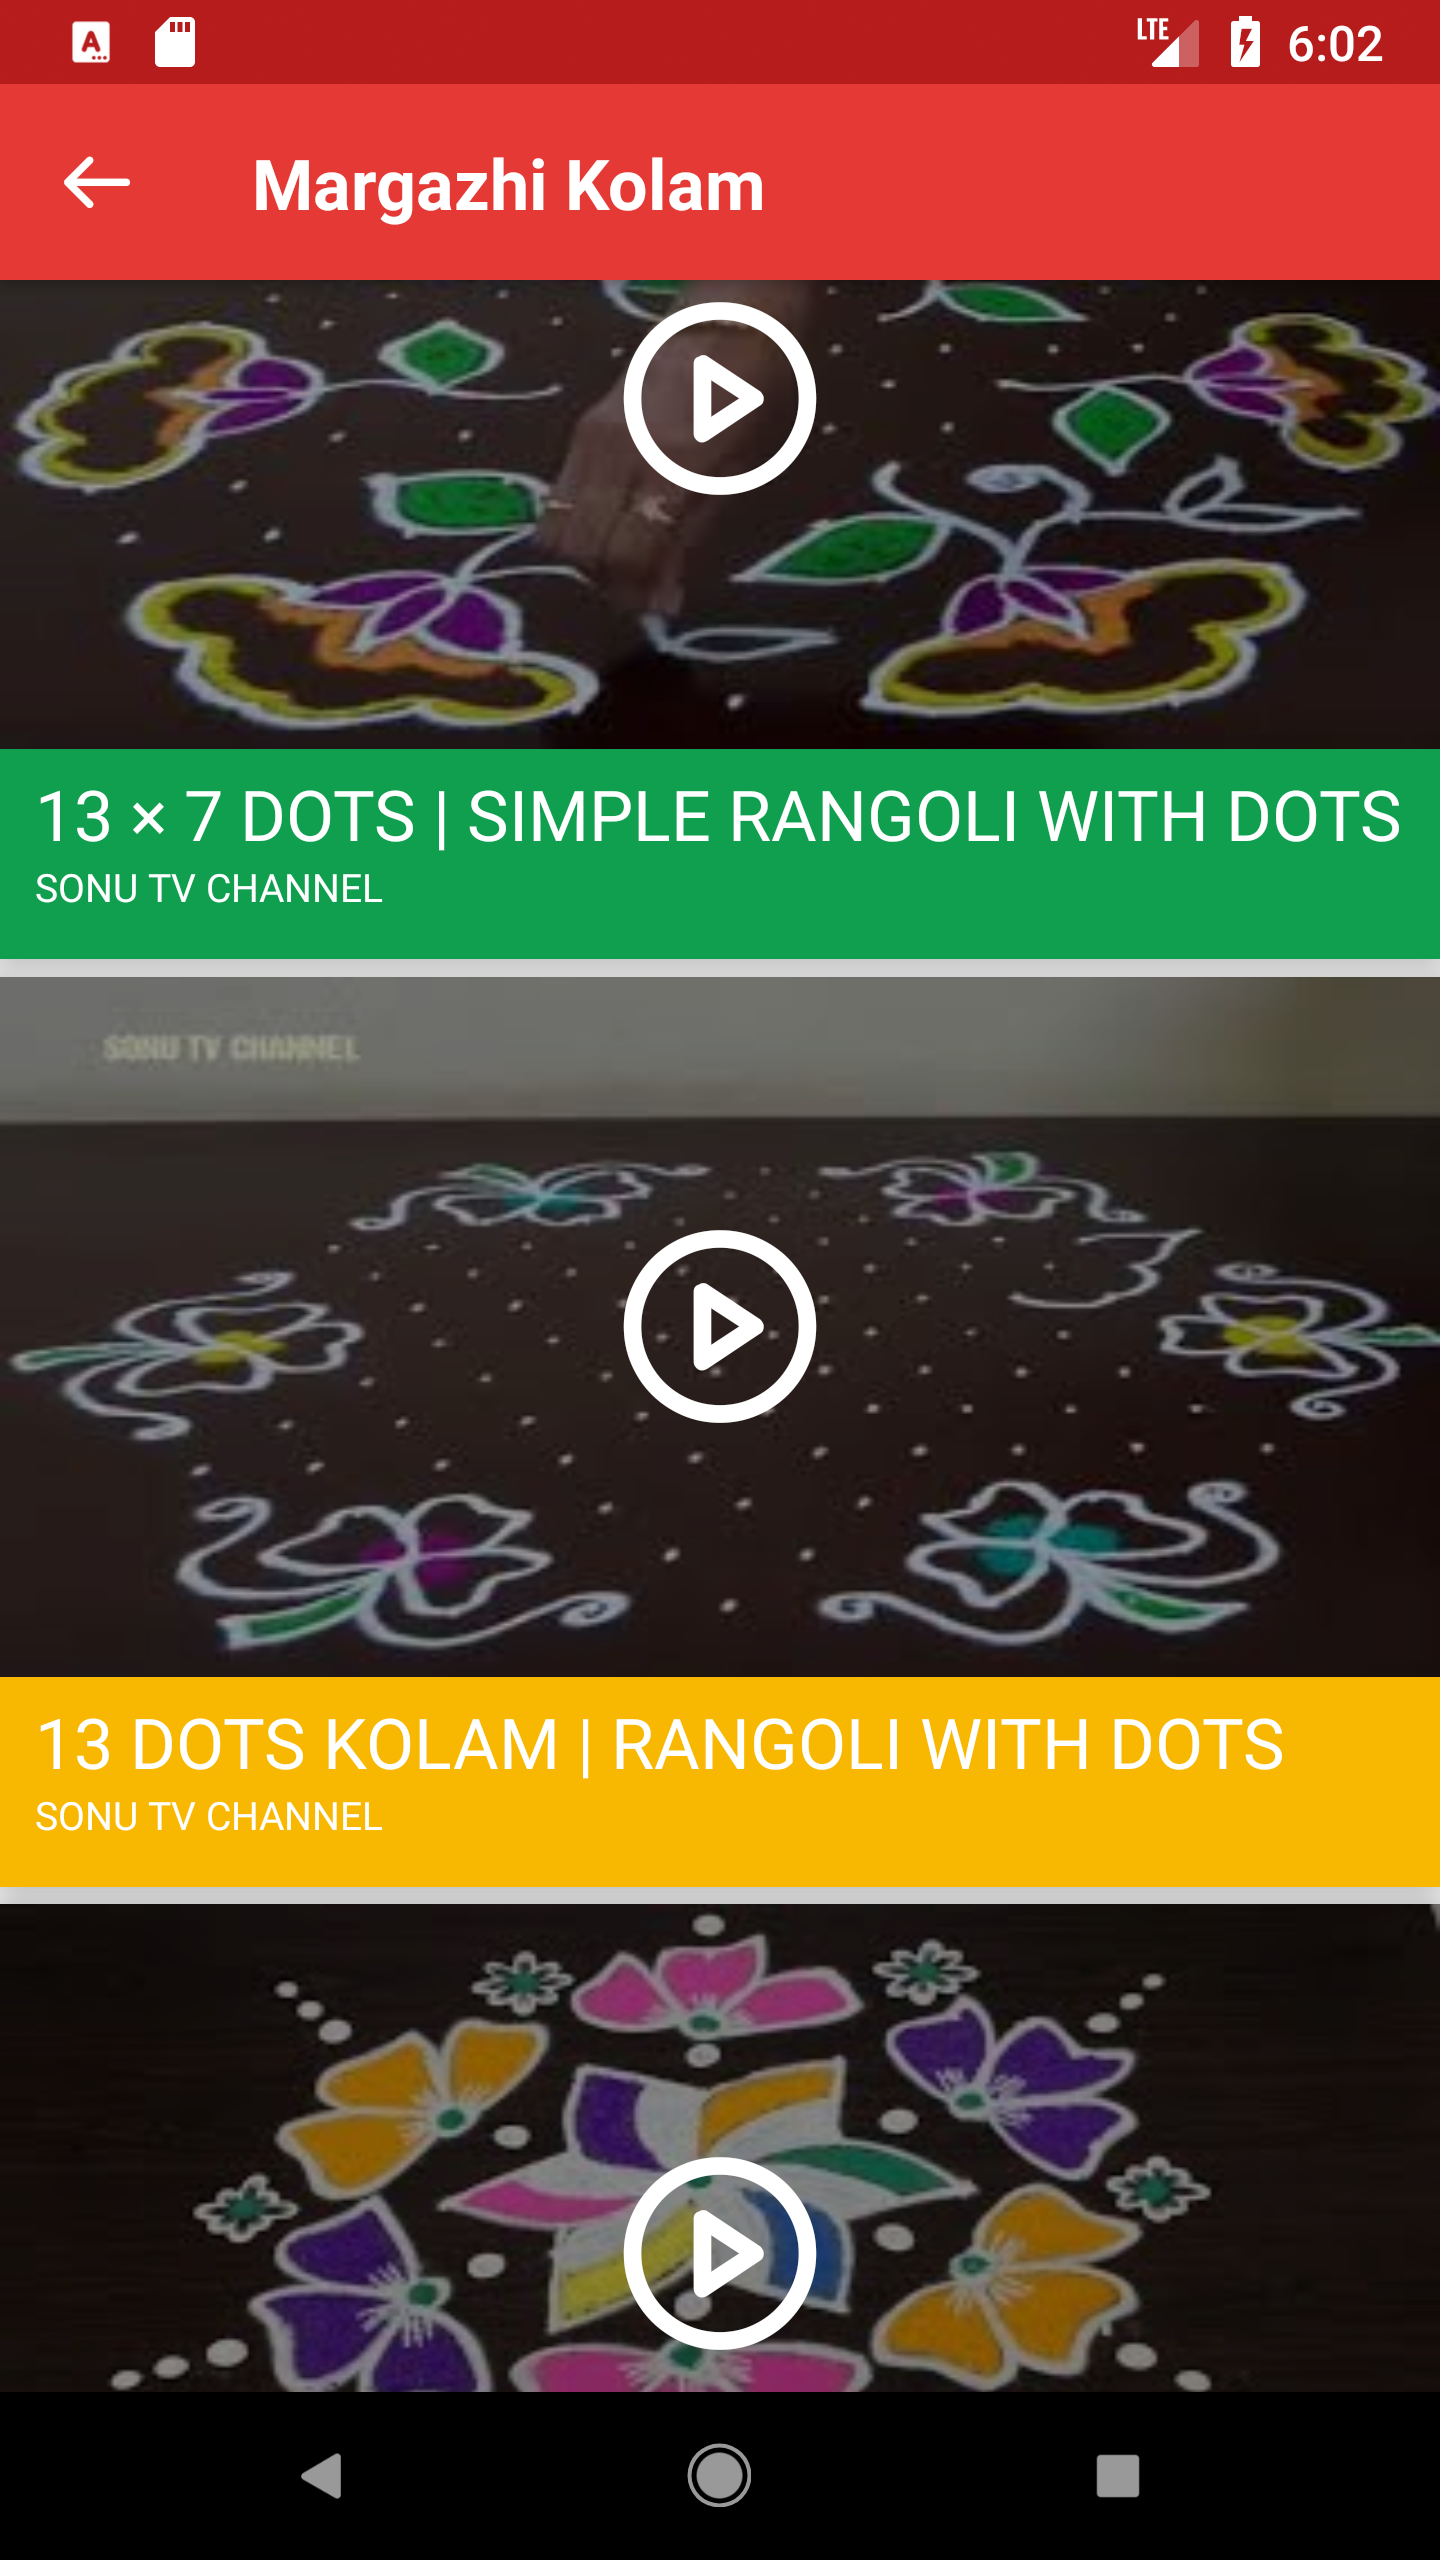 LTE 6:02
Margazhi Kolam
13 × 7 DOTS | SIMPLE RANGOLI WITH DOTS
SONU TV CHANNEL
SONU TV CHANNEL
13 DOTS KOLAM | RANGOLI WITH DOTS
SONU TV CHANNEL